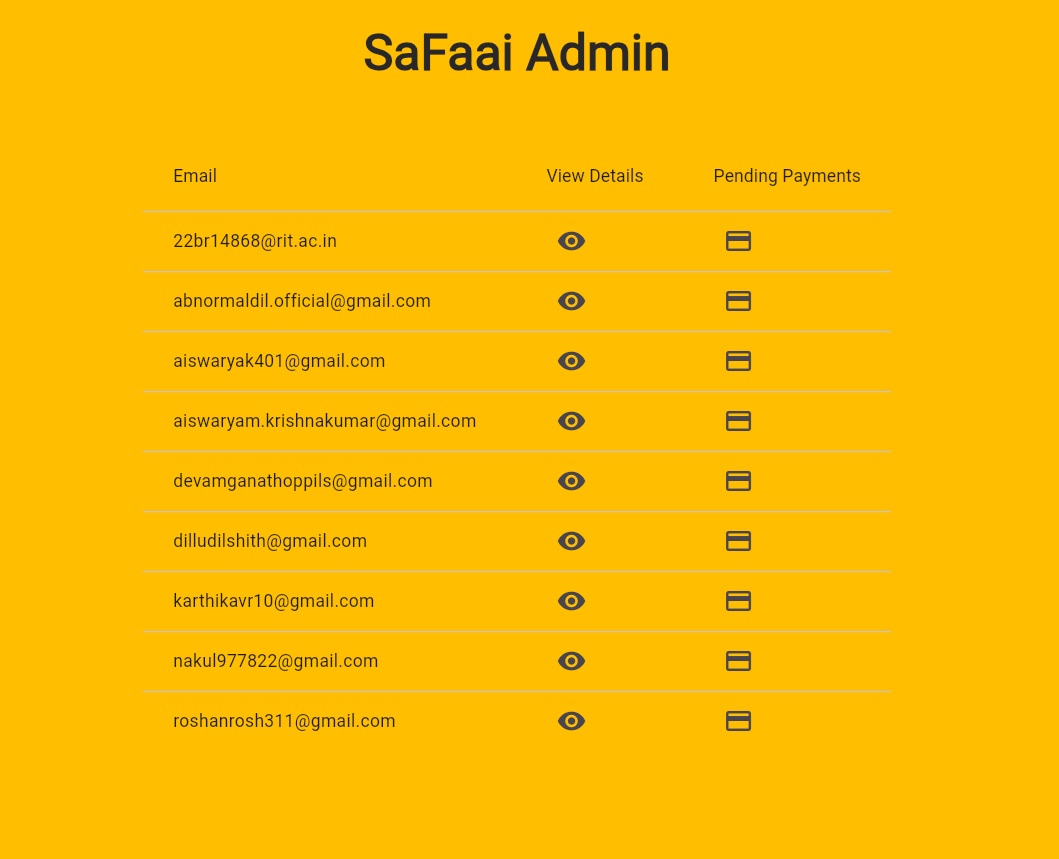 SaFaai Admin
Email View Details Pending Payments
22br14868@rit.ac.in
abnormaldil.official@gmail.com
aiswaryak401@gmail.com
aiswaryam.krishnakumar@gmail.com
devamganathoppils@gmail.com
dilludilshith@gmail.com
karthikavr10@gmail.com
nakul977822@gmail.com
roshanrosh311@gmail.com